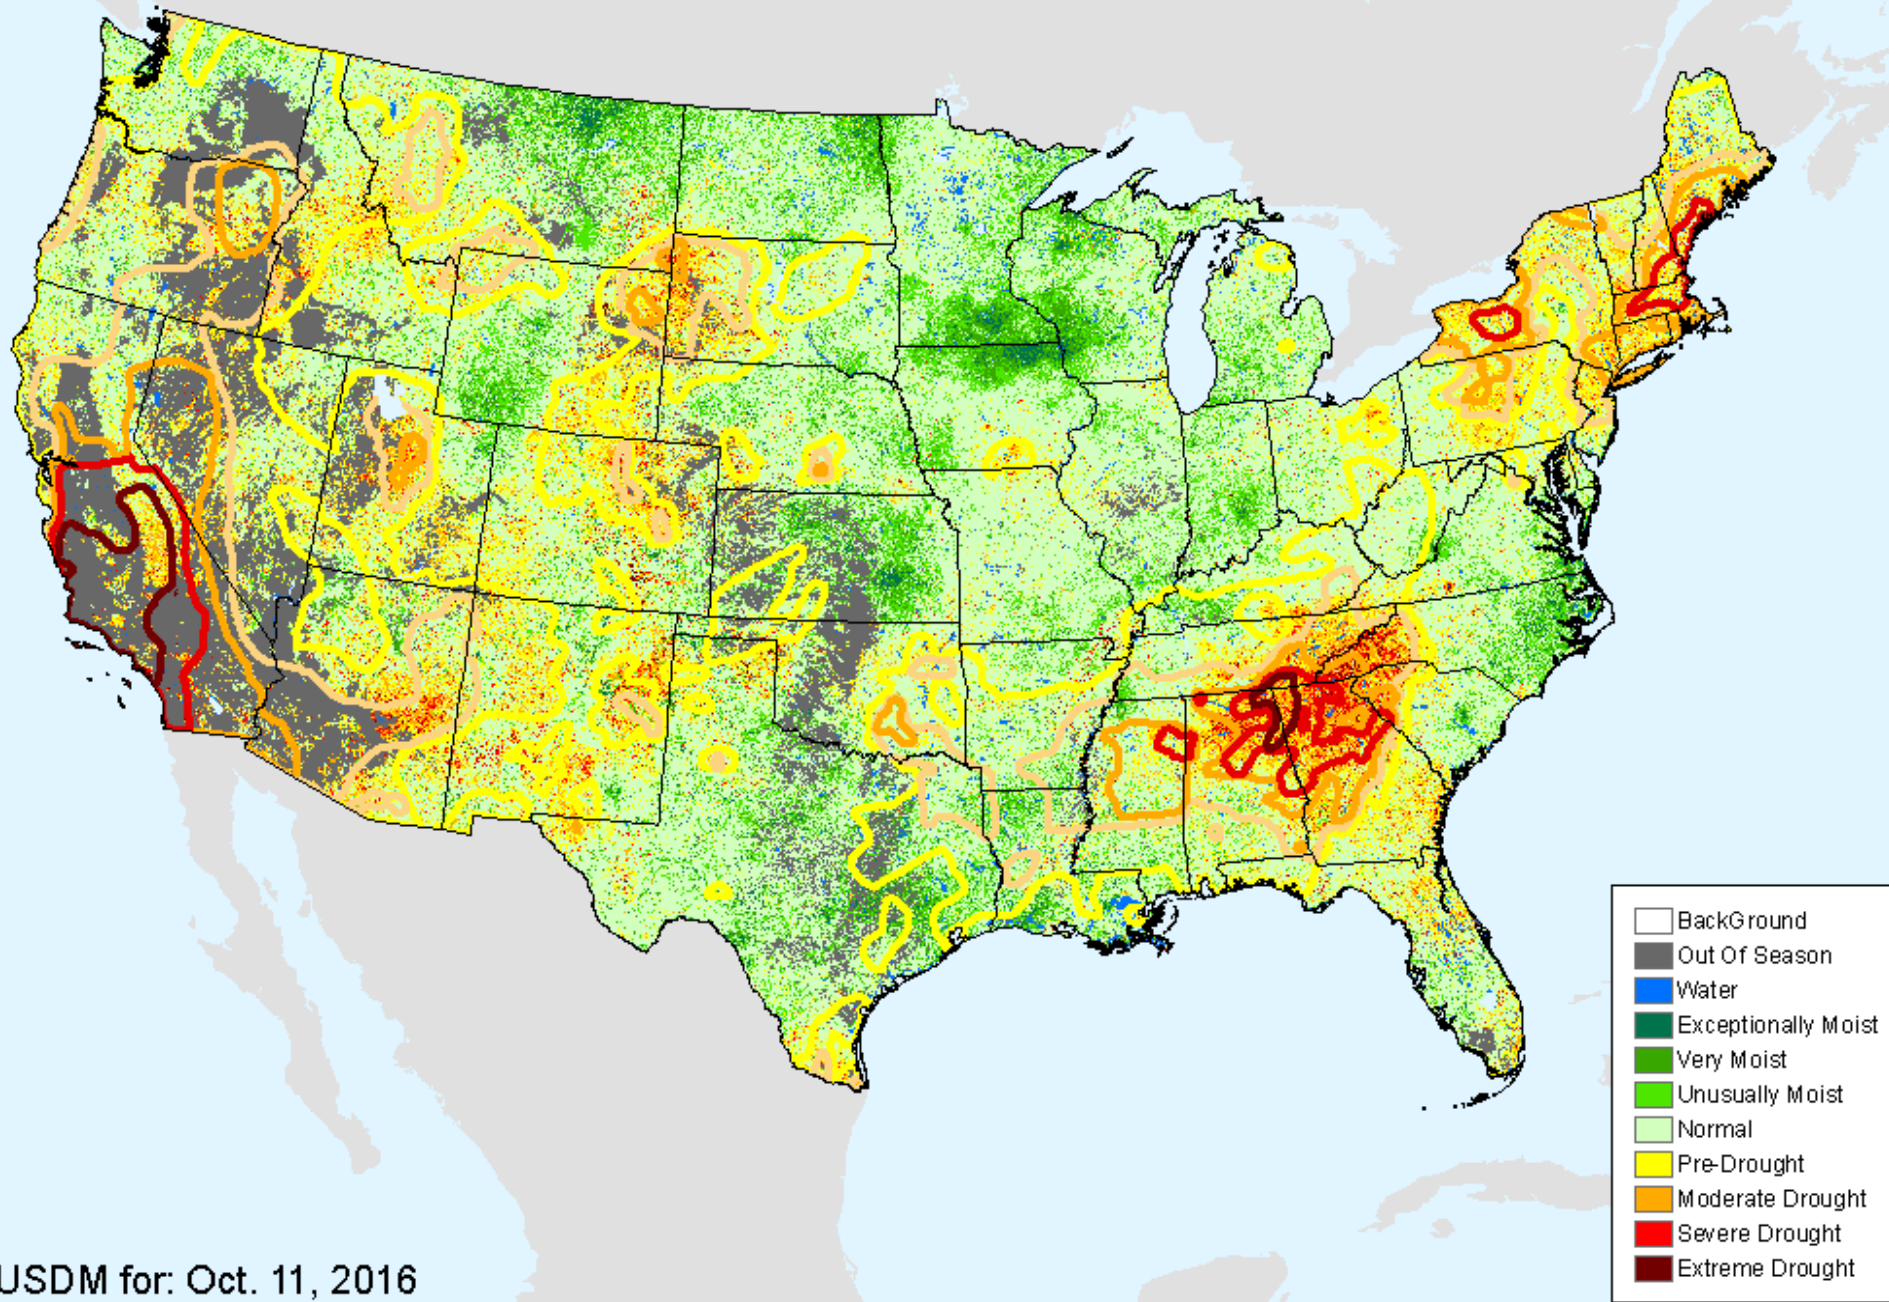 BackGround
Out Of Season
Water
Exceptionally Moist
Very Moist
Unusually Moist
Normal
Pre-Drought
Moderate Drought
Severe Drought
Extreme Drought
USDM for: Oct. 11, 2016